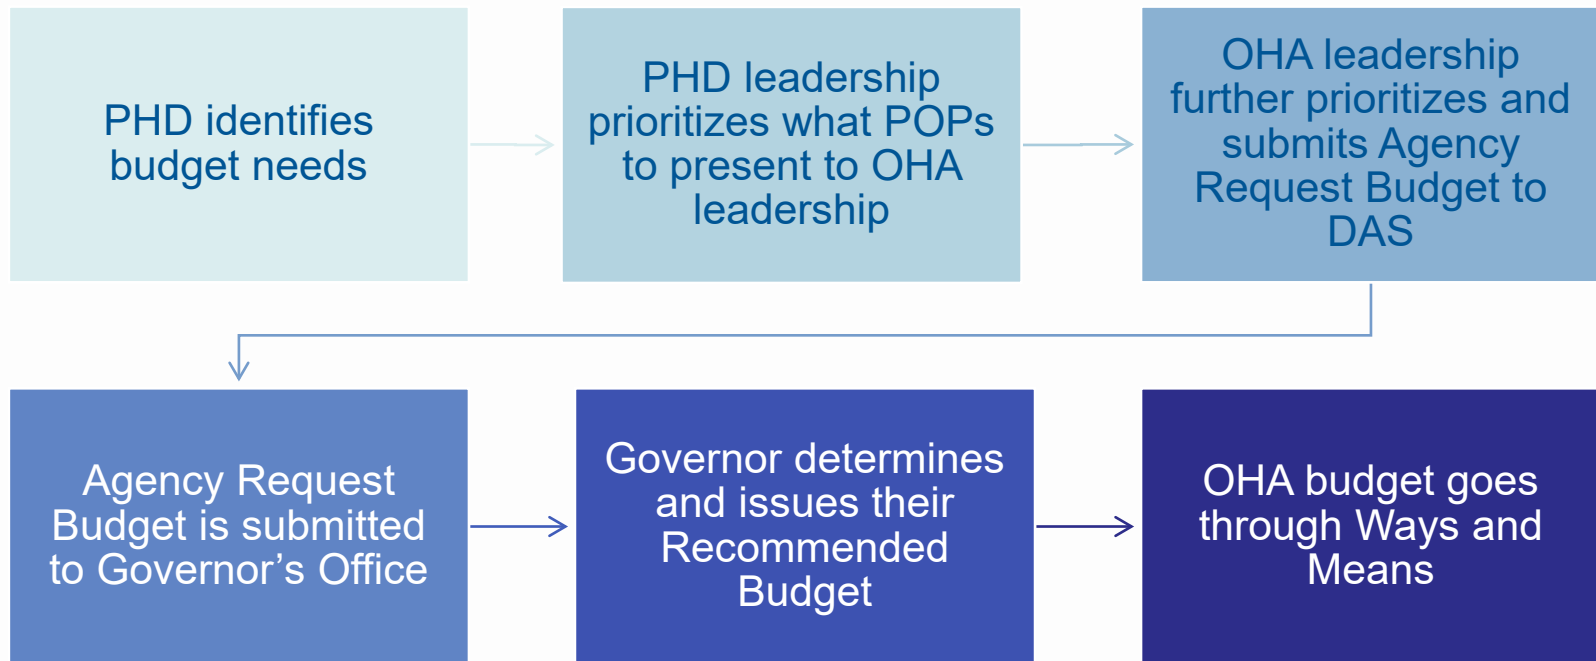 PHD identifies
budget needs
PHD leadership
prioritizes what POPs
to present to OHA
leadership
OHA leadership
further prioritizes and
submits Agency
Request Budget to
DAS
Agency Request
Budget is submitted
to Governor’s Office
Governor determines
and issues their
Recommended
Budget
OHA budget goes
through Ways and
Means